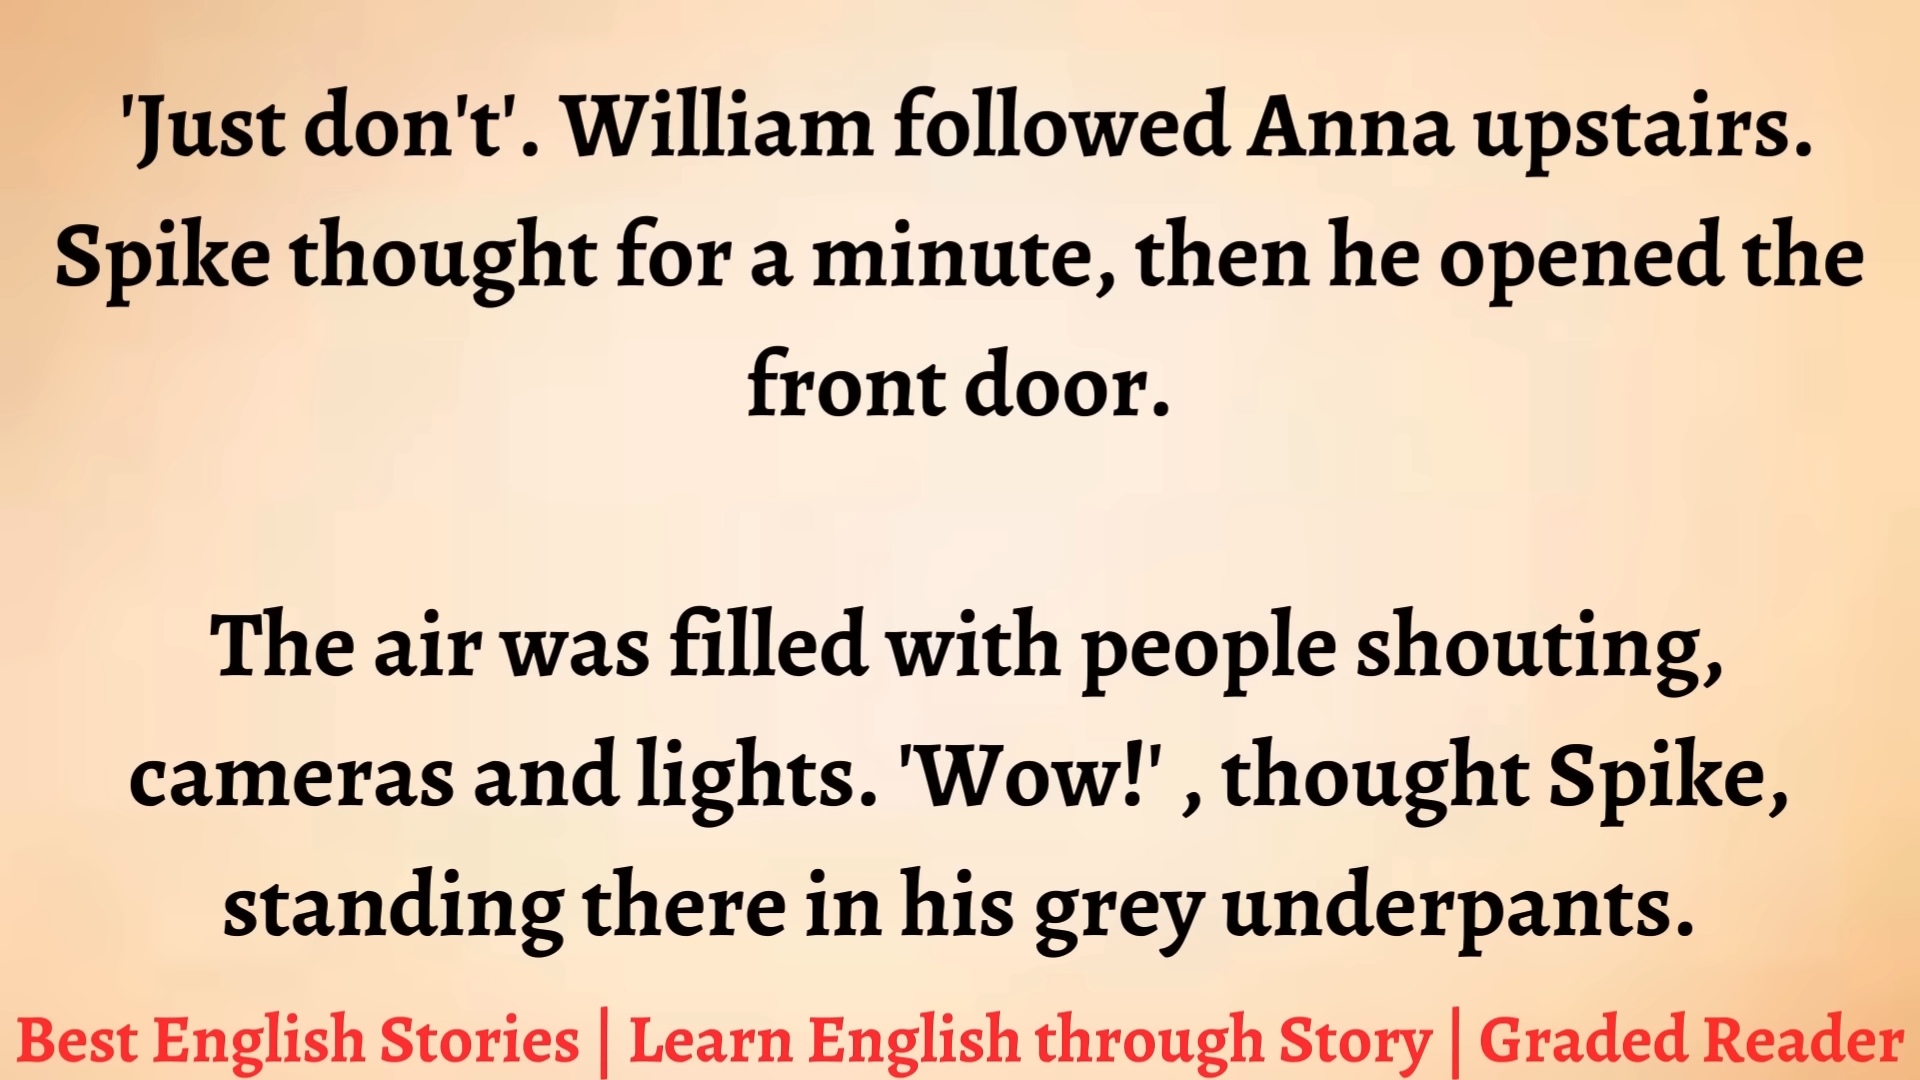 'Just don't'. William followed Anna upstairs.
Spike thought for a minute, then he opened the
front door.
The air was filled with people shouting,
cameras and lights. 'Wow!' , thought Spike,
standing there in his grey underpants.
Best English Stories | Learn English through Story | Graded Reader